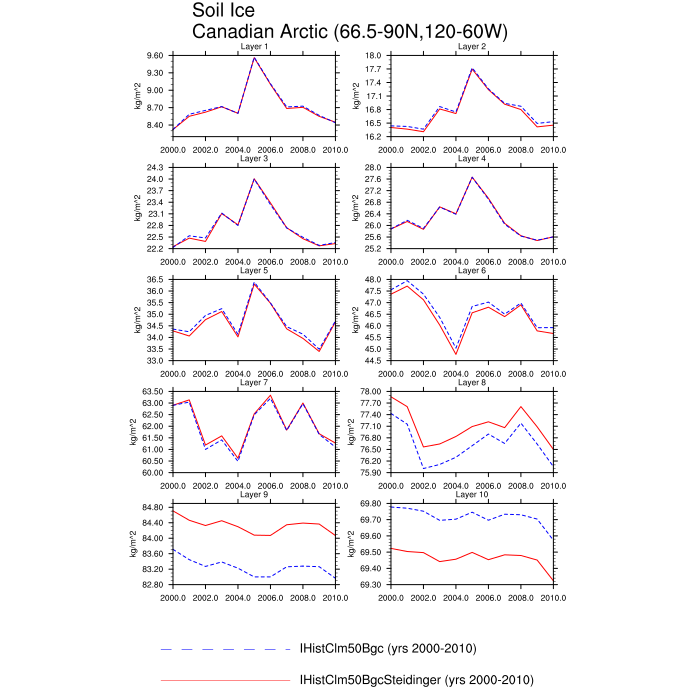 Soil Ice
Canadian Arctic (66.5-90N,120-60W)
Layer 1
9.60
9.30
9.00
8.70
8.40
kg/m^2
2000.0 2002.0 2004.0 2006.0 2008.0 2010.0
Layer 2
18.0
17.7
17.4
17.1
16.8
16.5
16.2
kg/m^2
2000.0 2002.0 2004.0 2006.0 2008.0 2010.0
Layer 3
24.3
24.0
23.7
23.4
23.1
22.8
22.5
22.2
kg/m^2
2000.0 2002.0 2004.0 2006.0 2008.0 2010.0
Layer 4
28.0
27.6
27.2
26.8
26.4
26.0
25.6
25.2
kg/m^2
2000.0 2002.0 2004.0 2006.0 2008.0 2010.0
Layer 5
36.5
36.0
35.5
35.0
34.5
34.0
33.5
33.0
kg/m^2
2000.0 2002.0 2004.0 2006.0 2008.0 2010.0
Layer 6
48.0
47.5
47.0
46.5
46.0
45.5
45.0
44.5
kg/m^2
2000.0 2002.0 2004.0 2006.0 2008.0 2010.0
Layer 7
63.50
63.00
62.50
62.00
61.50
61.00
60.50
60.00
kg/m^2
2000.0 2002.0 2004.0 2006.0 2008.0 2010.0
Layer 8
78.00
77.70
77.40
77.10
76.80
76.50
76.20
75.90
kg/m^2
2000.0 2002.0 2004.0 2006.0 2008.0 2010.0
Layer 9
84.80
84.40
84.00
83.60
83.20
82.80
kg/m^2
2000.0 2002.0 2004.0 2006.0 2008.0 2010.0
Layer 10
69.80
69.70
69.60
69.50
69.40
69.30
kg/m^2
2000.0 2002.0 2004.0 2006.0 2008.0 2010.0
IHistClm50Bgc (yrs 2000-2010)
IHistClm50BgcSteidinger (yrs 2000-2010)